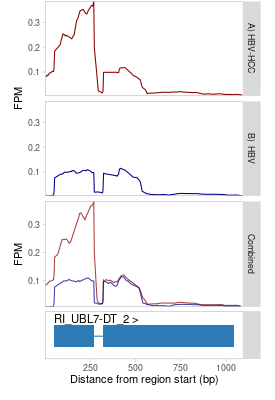 0.3
0.2
0.1
FPM
A) HBV-HCC
0.3
0.2
0.1
B) HBV
0.3
0.2
0.1
FPM
Combined
RI_UBL7-DT_2 >
250
500
750
1000
Distance from region start (bp)